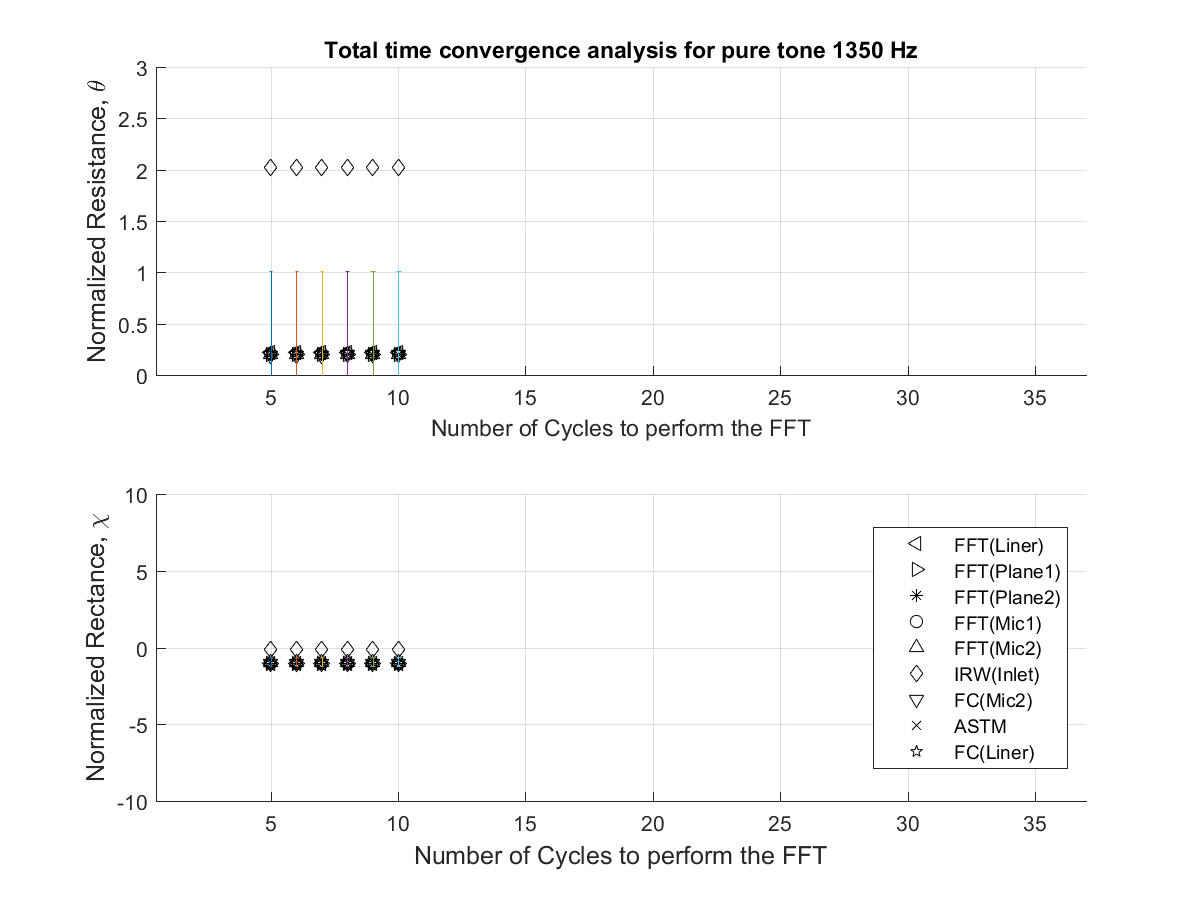 Total time convergence analysis for pure tone 1350 Hz
Normalized Resistance, θ
3
2.5
2
1.5
1
0.5
0
5 10 15 20 25 30 35
Number of Cycles to perform the FFT
Normalized Rectance, χ
10
5
0
-5
-10
5 10 15 20 25 30 35
Number of Cycles to perform the FFT
FFT(Liner)
FFT(Plane1)
FFT(Plane2)
FFT(Mic1)
FFT(Mic2)
IRW(Inlet)
FC(Mic2)
ASTM
FC(Liner)